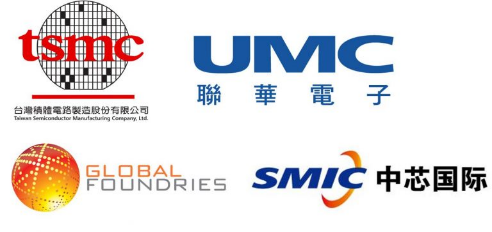 tsmc
台灣積體電路製造股份有限公司
Taiwan Semiconductor Manufacturing Company, Ltd.
UMC
聯華電子
GLOBAL
FOUNDRIES
SMIC 中芯国际